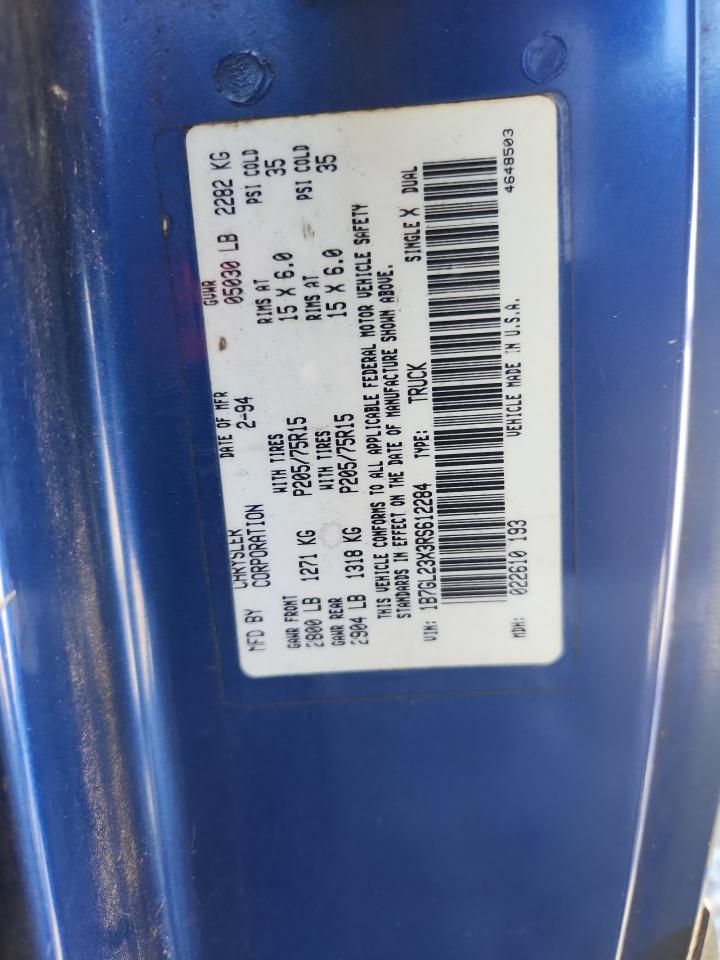 MFD BY CHRYSLER CORPORATION DATE OF MFR 2-94 GVWR 05030 LB 2282 KG
GAWR FRONT WITH TIRES RIMS AT PSI COLD
2800 LB 1271 KG P205/75R15 15 X 6.0 35
GAWR REAR WITH TIRES RIMS AT PSI COLD
2904 LB 1318 KG P205/75R15 15 X 6.0 35
THIS VEHICLE CONFORMS TO ALL APPLICABLE FEDERAL MOTOR VEHICLE SAFETY
STANDARDS IN EFFECT ON THE DATE OF MANUFACTURE SHOWN ABOVE.
VIN: 1B7GL23X3RS612284 TYPE: TRUCK SINGLE X DUAL
MDH: 022610 193 VEHICLE MADE IN U.S.A. 4648503